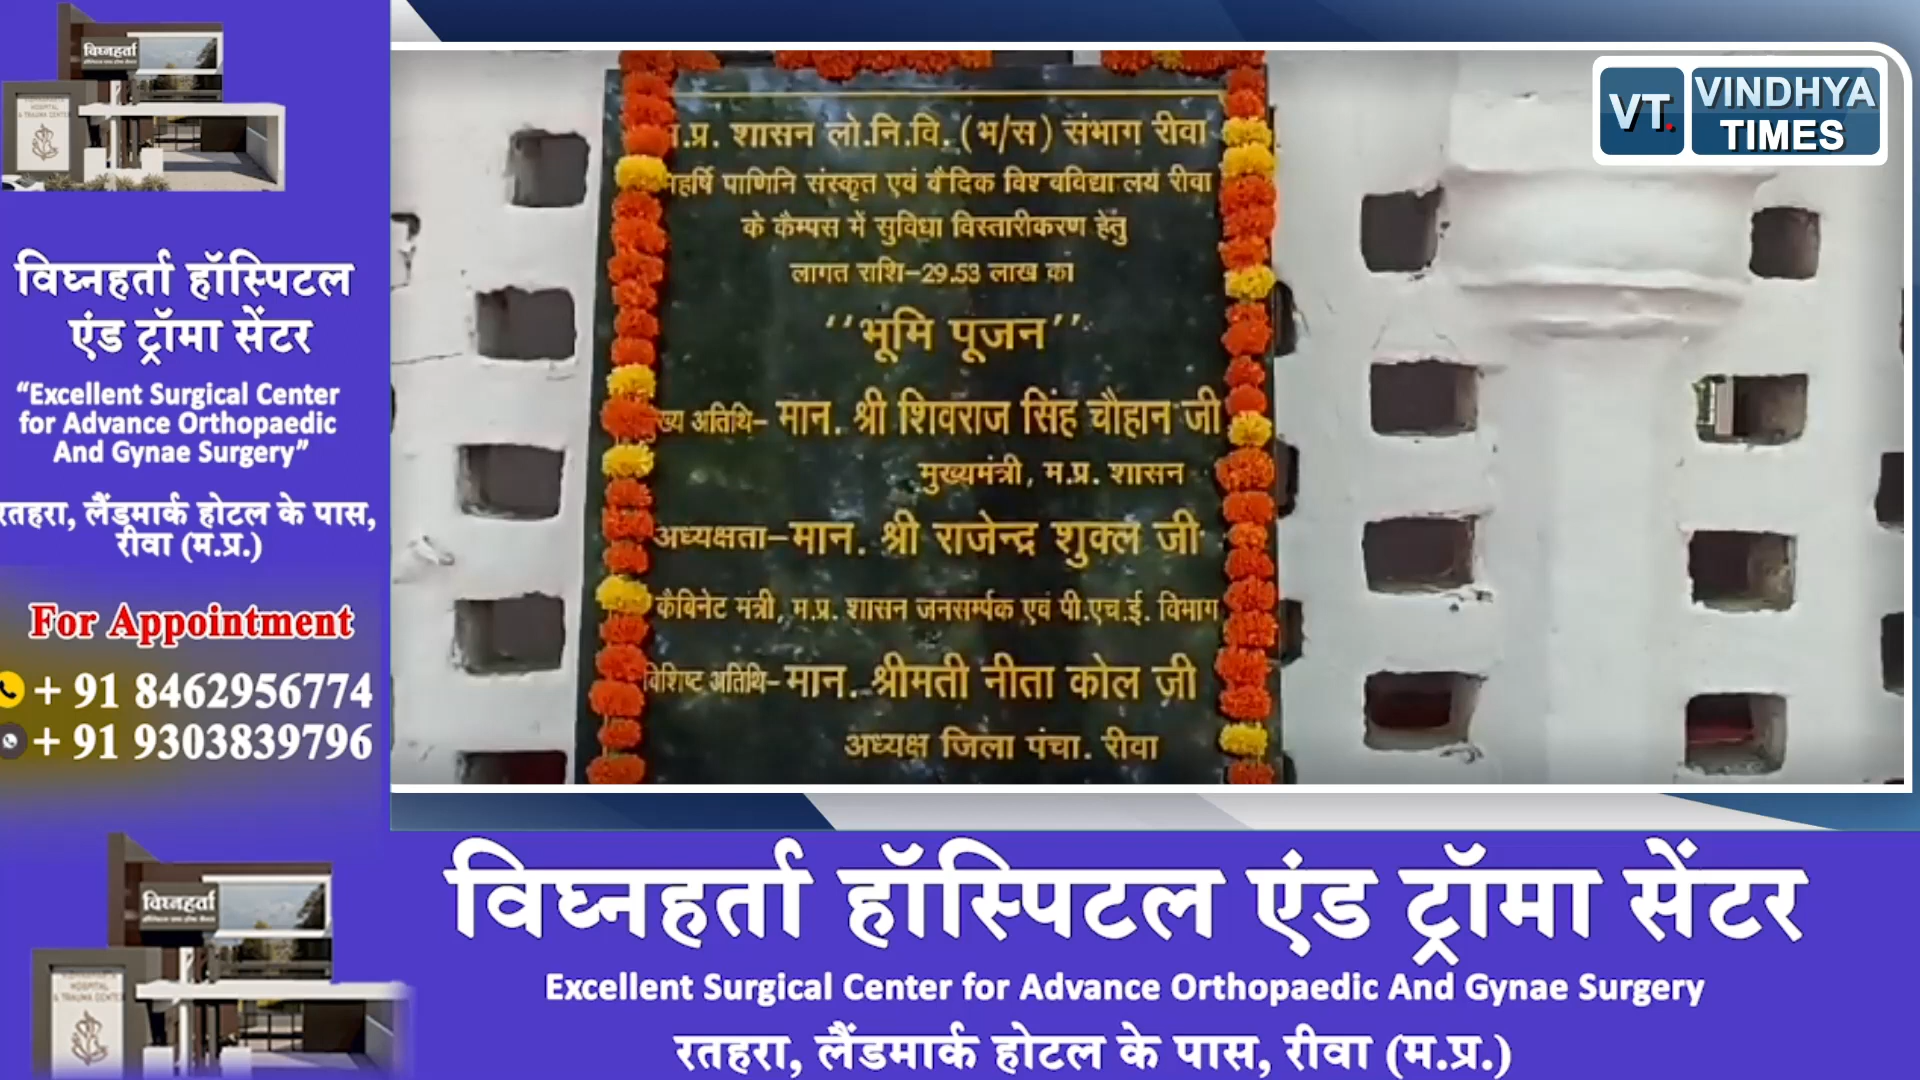 विघ्नहर्ता
विघ्नहर्ता हॉस्पिटल
एंड ट्रॉमा सेंटर
“Excellent Surgical Center
for Advance Orthopaedic
And Gynae Surgery”
रतहरा, लैंडमार्क होटल के पास,
रीवा (म.प्र.)
For Appointment
+ 91 8462956774
+ 91 9303839796
VT. VINDHYA
TIMES
.प्र. शासन लो.नि.वि. (भ/स) संभाग रीवा
हर्षि पाणिनि संस्कृत एवं वैदिक विश्वविद्यालय रीवा
के कैम्पस में सुविधा विस्तारीकरण हेतु
लागत राशि–29.53 लाख का
‘‘भूमि पूजन’’
ख्य अतिथि– मान. श्री शिवराज सिंह चौहान जी
मुख्यमंत्री, म.प्र. शासन
अध्यक्षता–मान. श्री राजेन्द्र शुक्ल जी
कैबिनेट मंत्री, म.प्र. शासन जनसर्म्पक एवं पी.एच.ई. विभाग
विशिष्ट अतिथि–मान. श्रीमती नीता कोल जी
अध्यक्ष जिला पंचा. रीवा
विघ्नहर्ता
विघ्नहर्ता हॉस्पिटल एंड ट्रॉमा सेंटर
Excellent Surgical Center for Advance Orthopaedic And Gynae Surgery
रतहरा, लैंडमार्क होटल के पास, रीवा (म.प्र.)